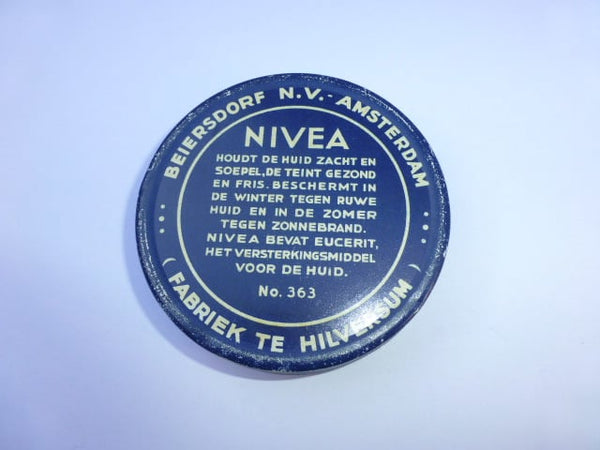 BEIERSDORF N.V.-AMSTERDAM
NIVEA
HOUDT DE HUID ZACHT EN
SOEPEL, DE TEINT GEZOND
EN FRIS. BESCHERMT IN
DE WINTER TEGEN RUWE
HUID EN IN DE ZOMER
TEGEN ZONNEBRAND.
NIVEA BEVAT EUCERIT,
HET VERSTERKINGSMIDDEL
VOOR DE HUID.
No. 363
(FABRIEK TE HILVERSUM)